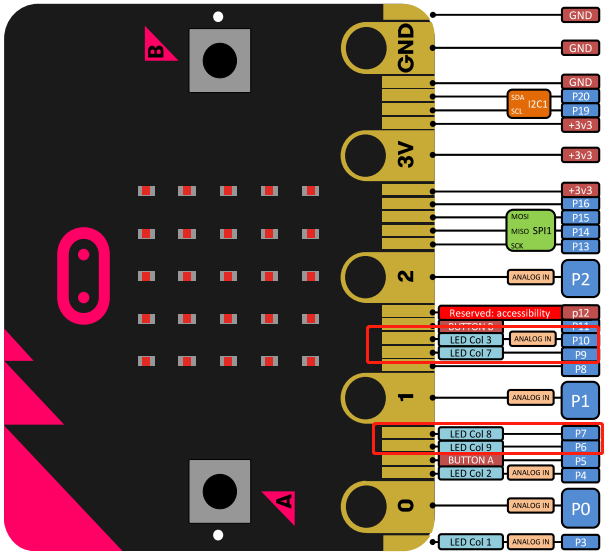 GND
B
GND
GND
GND
SDA
I2C1
P20
SCL
P19
+3v3
3V
+3v3
+3v3
P16
MOSI
P15
MISO
SPI1
P14
SCK
P13
2
ANALOG IN
P2
Reserved: accessibility
p12
BUTTON B
P11
LED Col 3
ANALOG IN
P10
LED Col 7
P9
P8
1
ANALOG IN
P1
LED Col 8
P7
LED Col 9
P6
BUTTON A
P5
LED Col 2
ANALOG IN
P4
A
0
ANALOG IN
P0
LED Col 1
ANALOG IN
P3